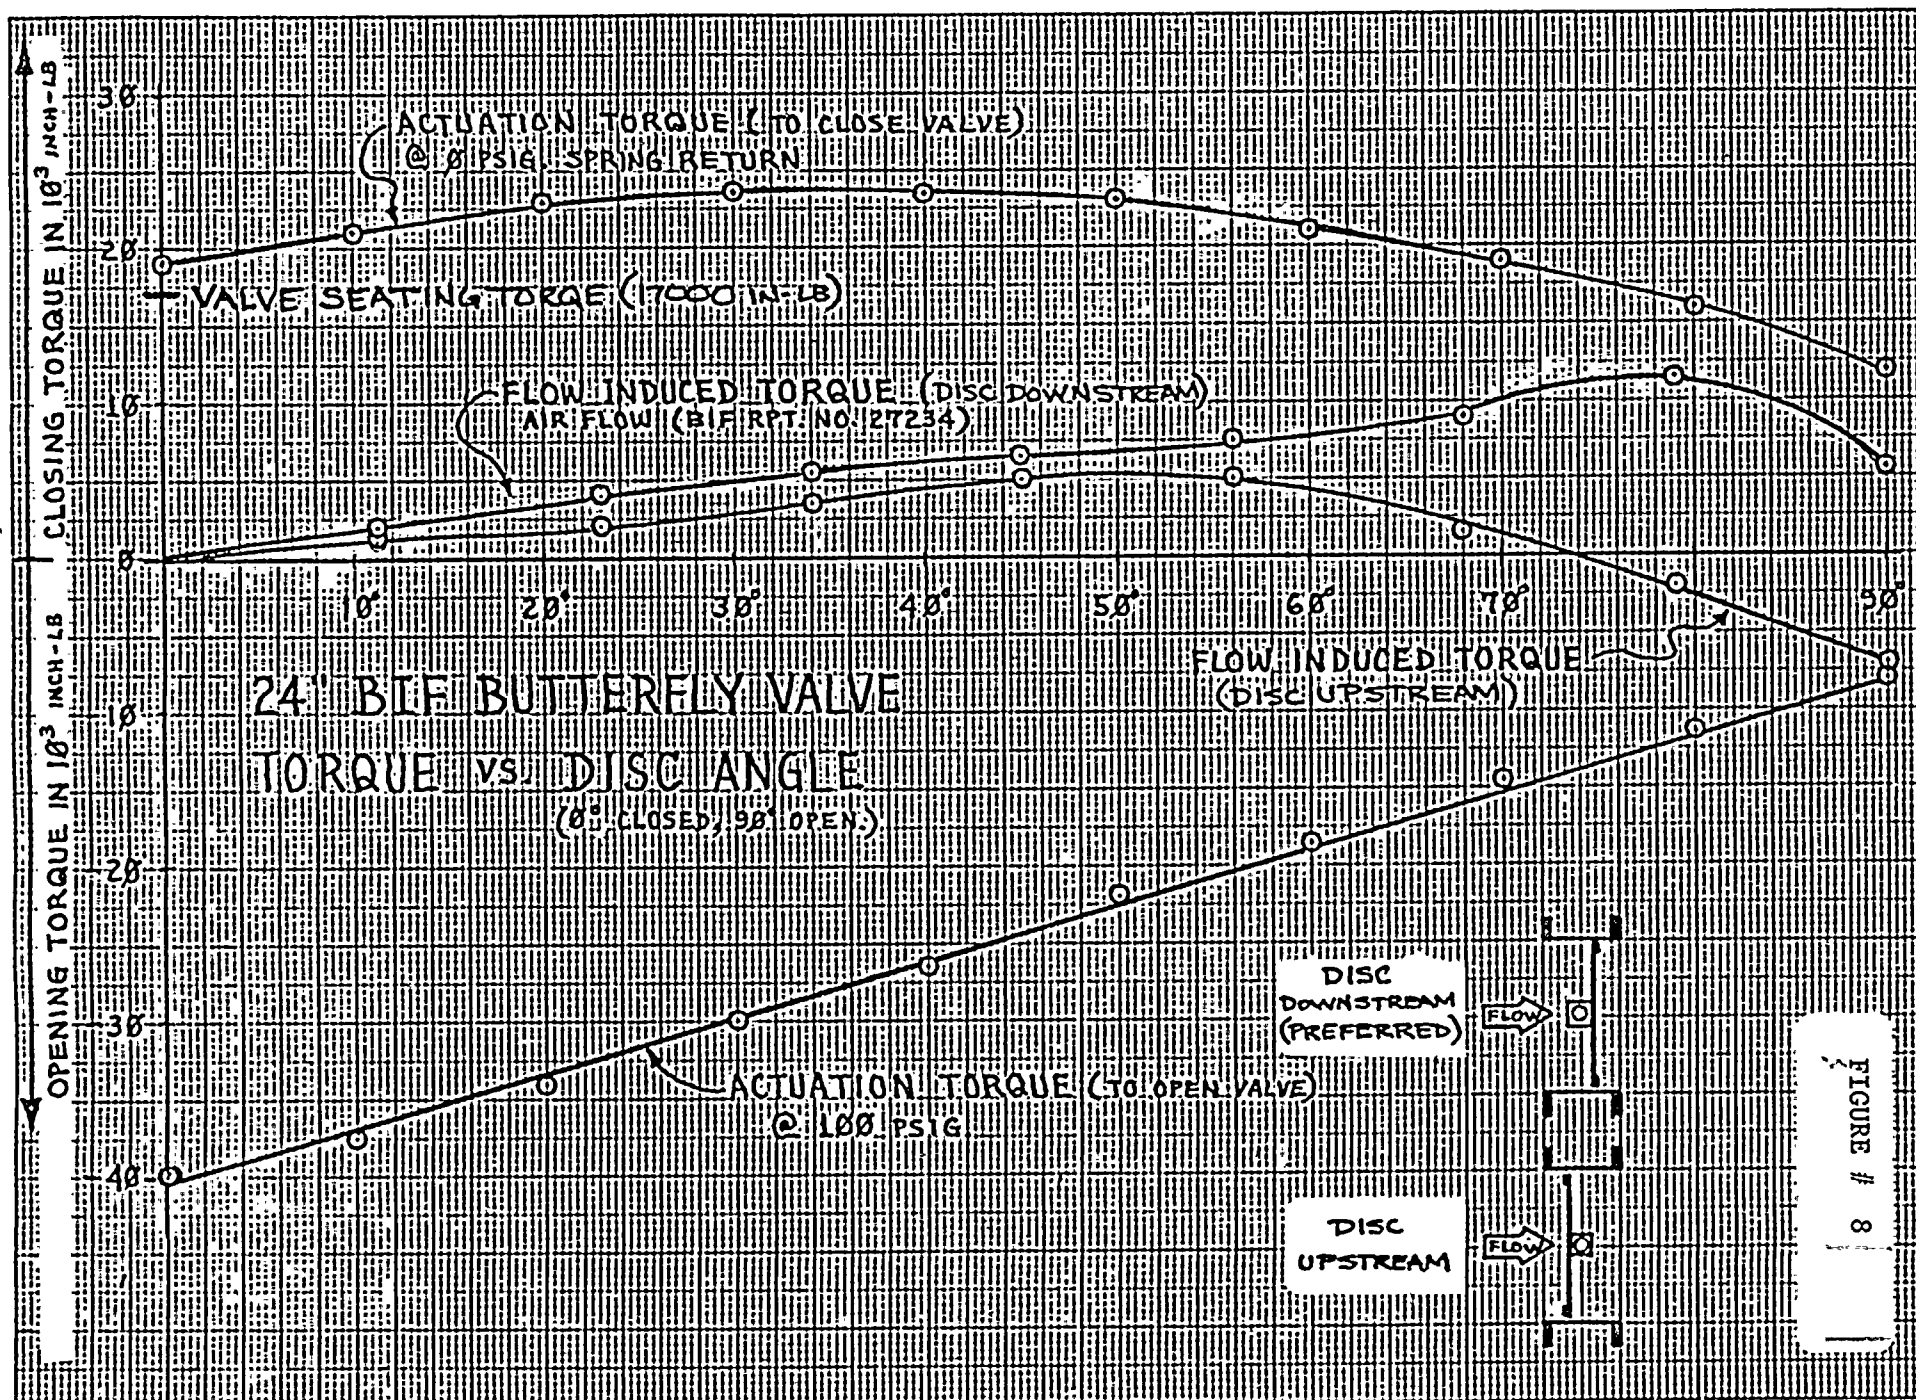 CLOSING TORQUE IN 10³ INCH-LB
OPENING TORQUE IN 10³ INCH-LB
30
20
10
0
10
20
30
40
ACTUATION TORQUE (TO CLOSE VALVE)
@ 0 PSIG. SPRING RETURN
VALVE SEATING TORQE (17000 IN-LB)
FLOW INDUCED TORQUE (DISC DOWNSTREAM)
AIR FLOW (BIF RPT. NO. 27234)
10° 20° 30° 40° 50° 60° 70° 90°
FLOW INDUCED TORQUE
(DISC UPSTREAM)
24" BIF BUTTERFLY VALVE
TORQUE VS. DISC ANGLE
(0° CLOSED, 90° OPEN.)
ACTUATION TORQUE (TO OPEN VALVE)
@ 100 PSIG
DISC
DOWNSTREAM
(PREFERRED)
FLOW
DISC
UPSTREAM
FLOW
FIGURE # 8